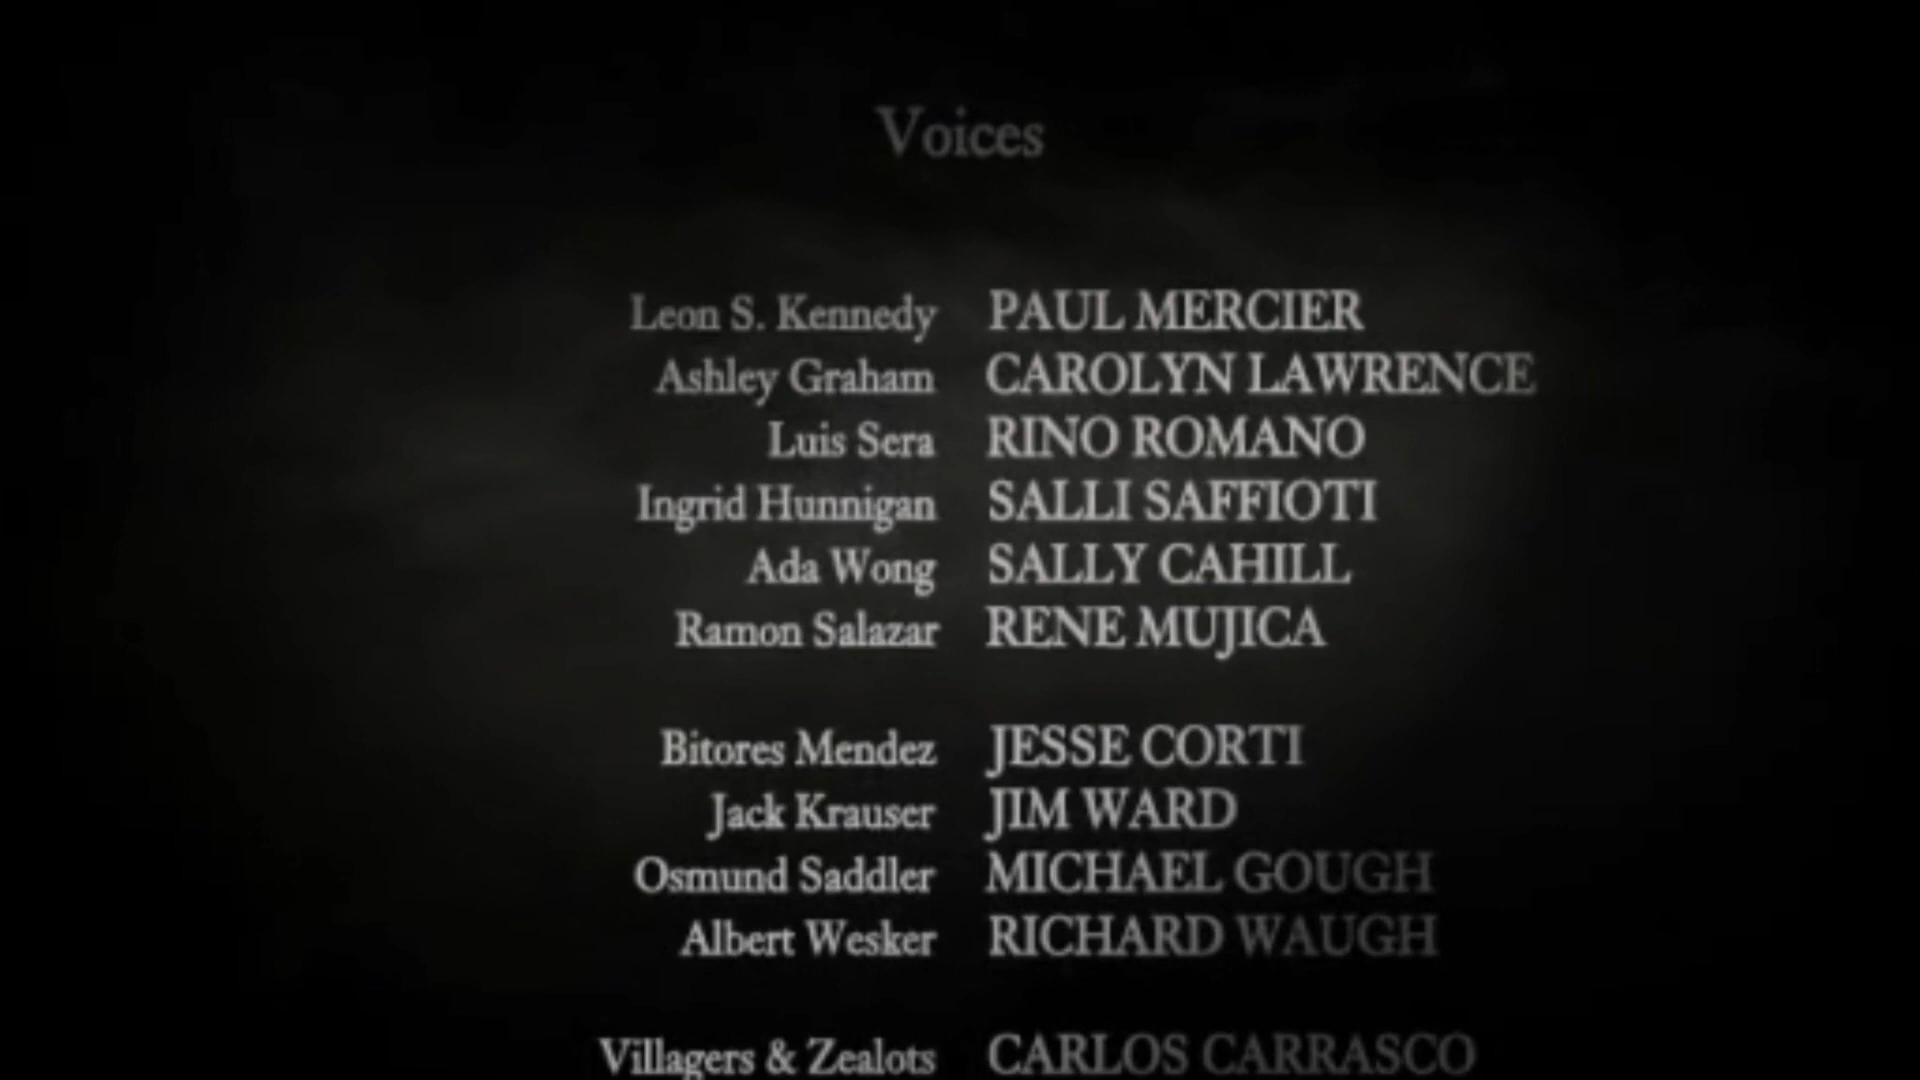 Voices
Leon S. Kennedy PAUL MERCIER
Ashley Graham CAROLYN LAWRENCE
Luis Sera RINO ROMANO
Ingrid Hunnigan SALLI SAFFIOTI
Ada Wong SALLY CAHILL
Ramon Salazar RENE MUJICA
Bitores Mendez JESSE CORTI
Jack Krauser JIM WARD
Osmund Saddler MICHAEL GOUGH
Albert Wesker RICHARD WAUGH
Villagers & Zealots CARLOS CARRASCO